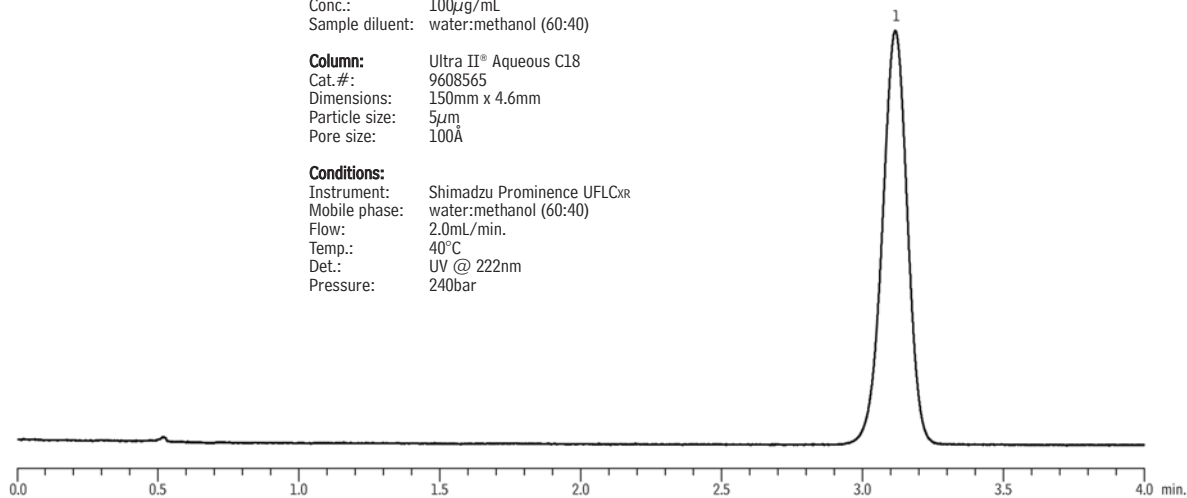 Conc.: 100µg/mL
Sample diluent: water:methanol (60:40)
Column: Ultra II® Aqueous C18
Cat.#: 9608565
Dimensions: 150mm x 4.6mm
Particle size: 5µm
Pore size: 100Å
Conditions:
Instrument: Shimadzu Prominence UFLCXR
Mobile phase: water:methanol (60:40)
Flow: 2.0mL/min.
Temp.: 40°C
Det.: UV @ 222nm
Pressure: 240bar
1
0.0 0.5 1.0 1.5 2.0 2.5 3.0 3.5 4.0 min.